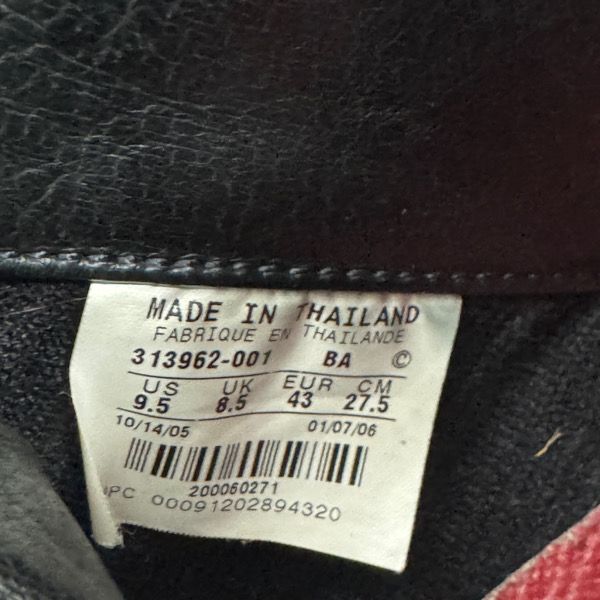 MADE IN THAILAND
FABRIQUE EN THAILANDE
313962-001 BA ©
US UK EUR CM
9.5 8.5 43 27.5
10/14/05 01/07/06
200060271
UPC 00091202894320